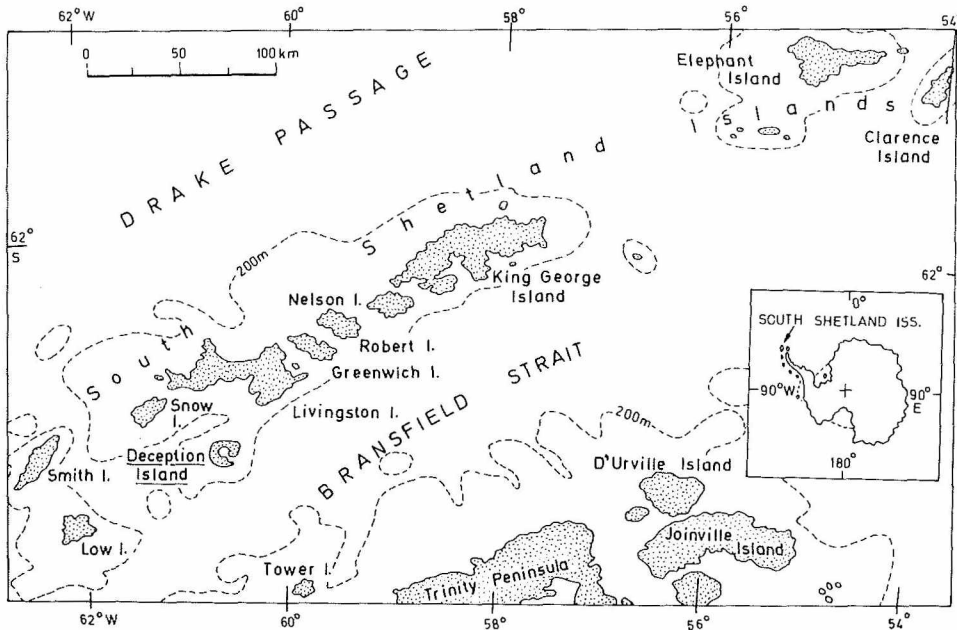 62°W
60°
58°
56°
54
0 50 100km
DRAKE PASSAGE
Elephant
Island
South Shetland Islands
Clarence
Island
62°
S
200m
62°
King George
Island
Nelson I.
Robert I.
Greenwich I.
Livingston I.
Snow
I.
Deception
Island
Smith I.
Low I.
BRANSFIELD STRAIT
200m
D'Urville Island
Joinville
Island
Tower I.
Trinity Peninsula
0°
SOUTH SHETLAND ISS.
90°W
90°
E
180°
62°W
60°
58°
56°
54°